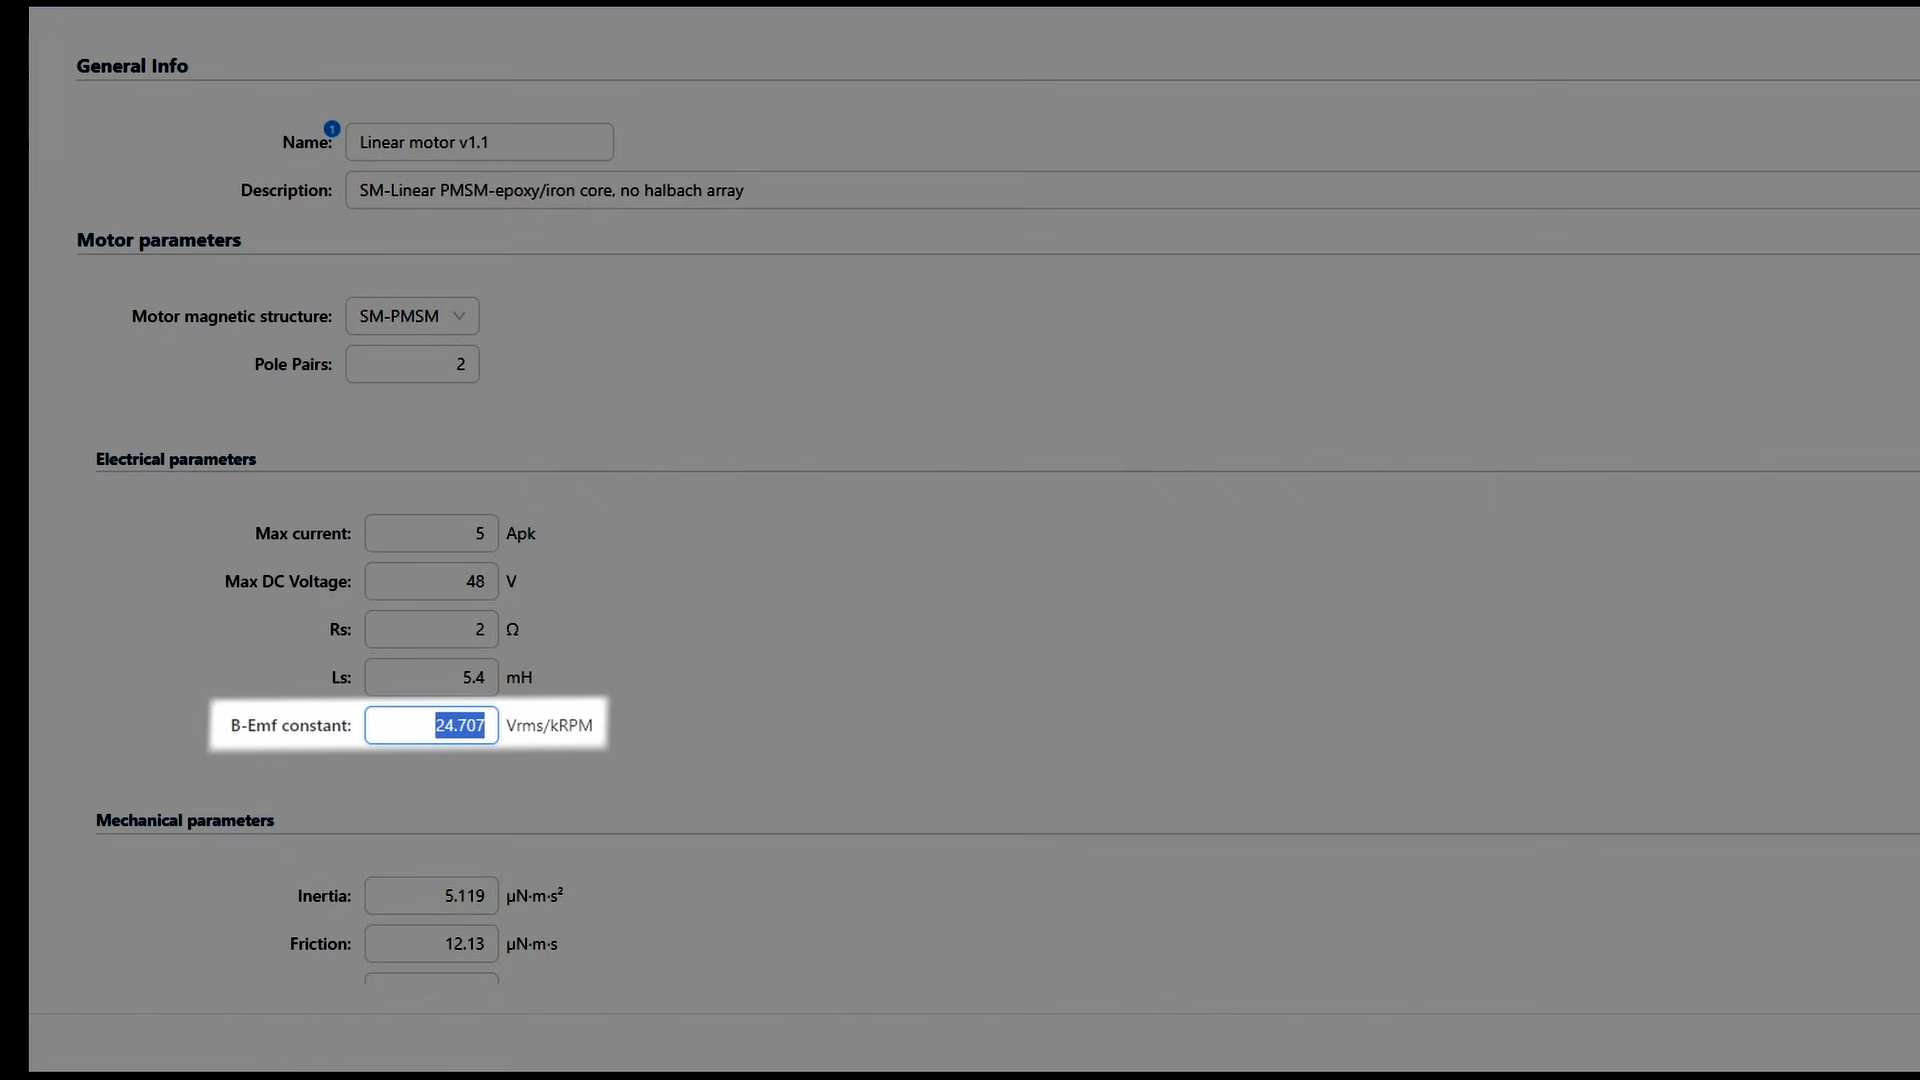 General Info
1
Name: Linear motor v1.1
Description: SM-Linear PMSM-epoxy/iron core, no halbach array
Motor parameters
Motor magnetic structure: SM-PMSM
Pole Pairs: 2
Electrical parameters
Max current: 5 Apk
Max DC Voltage: 48 V
Rs: 2 Ω
Ls: 5.4 mH
B-Emf constant: 24.707 Vrms/kRPM
Mechanical parameters
Inertia: 5.119 μN·m·s²
Friction: 12.13 μN·m·s